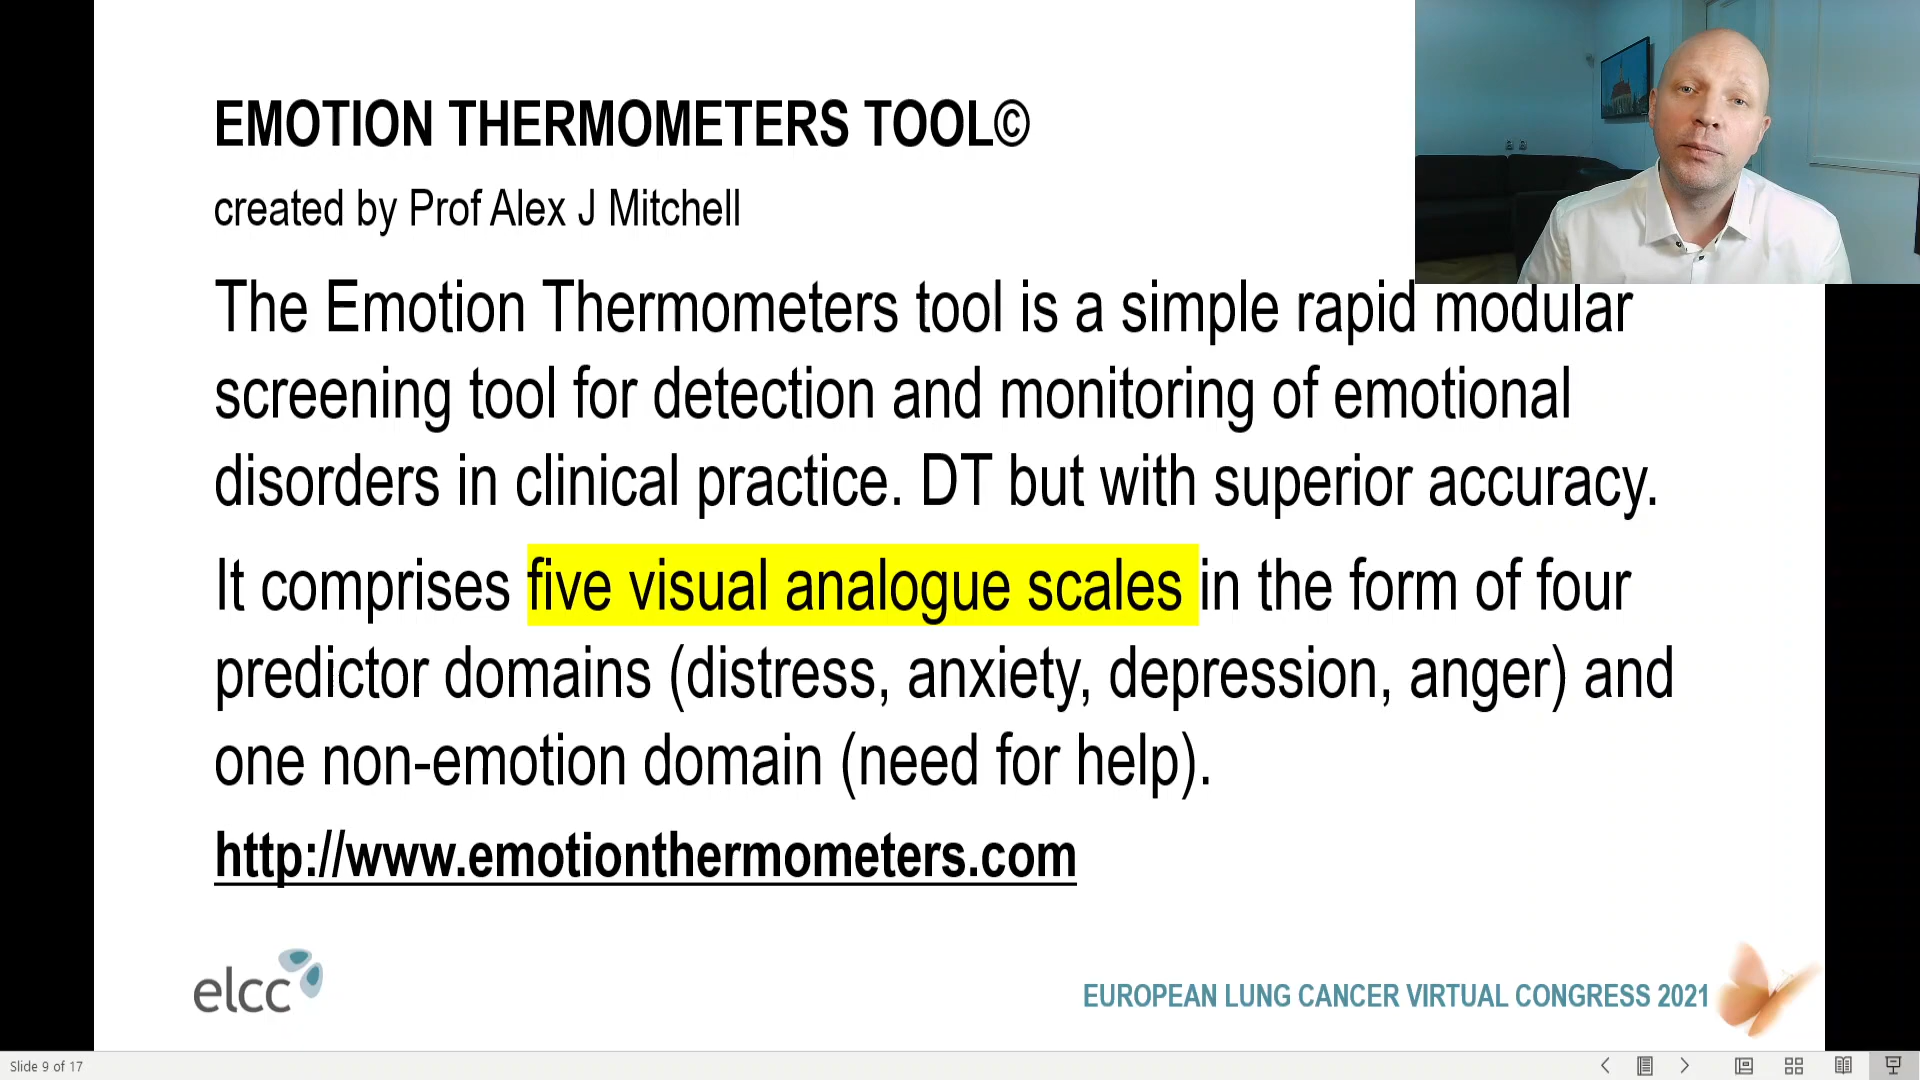 EMOTION THERMOMETERS TOOL©
created by Prof Alex J Mitchell
The Emotion Thermometers tool is a simple rapid modular
screening tool for detection and monitoring of emotional
disorders in clinical practice. DT but with superior accuracy.
It comprises five visual analogue scales in the form of four
predictor domains (distress, anxiety, depression, anger) and
one non-emotion domain (need for help).
http://www.emotionthermometers.com
elcc
EUROPEAN LUNG CANCER VIRTUAL CONGRESS 2021
Slide 9 of 17